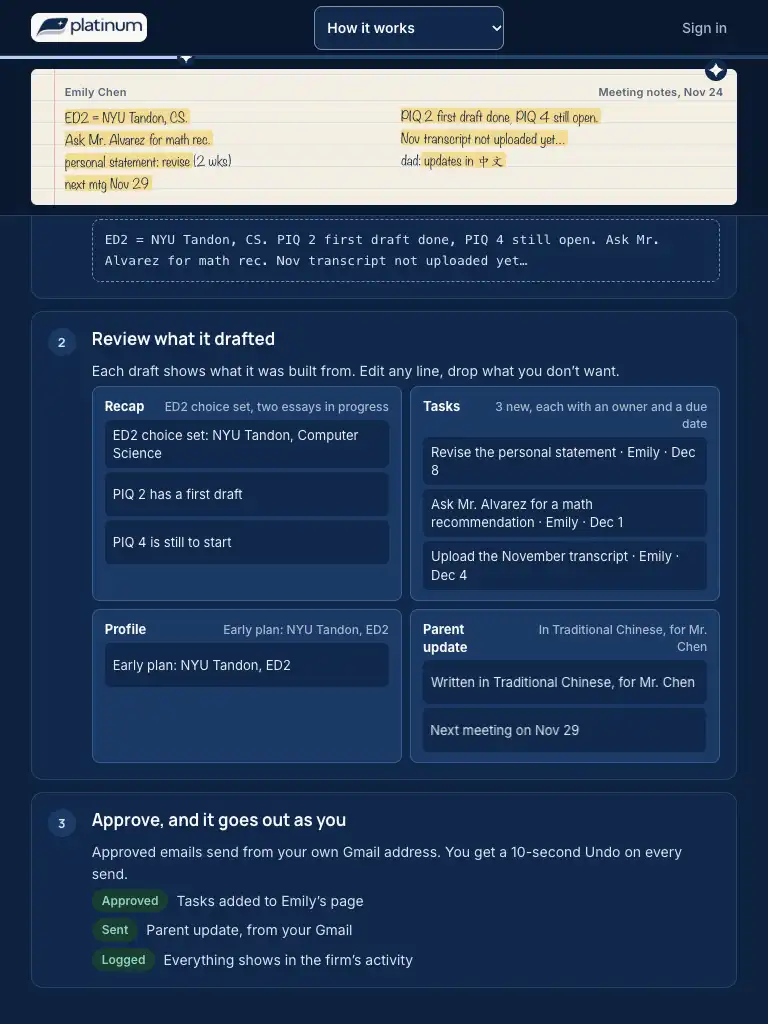 platinum
How it works
Sign in
Emily Chen
Meeting notes, Nov 24
ED2 = NYU Tandon, CS.
Ask Mr. Alvarez for math rec.
personal statement: revise (2 wks)
next mtg Nov 29
PIQ 2 first draft done, PIQ 4 still open.
Nov transcript not uploaded yet...
dad: updates in 中文
ED2 = NYU Tandon, CS. PIQ 2 first draft done, PIQ 4 still open. Ask Mr.
Alvarez for math rec. Nov transcript not uploaded yet…
2
Review what it drafted
Each draft shows what it was built from. Edit any line, drop what you don’t want.
Recap
ED2 choice set, two essays in progress
ED2 choice set: NYU Tandon, Computer
Science
PIQ 2 has a first draft
PIQ 4 is still to start
Tasks
3 new, each with an owner and a due
date
Revise the personal statement · Emily · Dec
8
Ask Mr. Alvarez for a math
recommendation · Emily · Dec 1
Upload the November transcript · Emily ·
Dec 4
Profile
Early plan: NYU Tandon, ED2
Early plan: NYU Tandon, ED2
Parent
update
In Traditional Chinese, for Mr.
Chen
Written in Traditional Chinese, for Mr. Chen
Next meeting on Nov 29
3
Approve, and it goes out as you
Approved emails send from your own Gmail address. You get a 10-second Undo on every
send.
Approved Tasks added to Emily’s page
Sent Parent update, from your Gmail
Logged Everything shows in the firm’s activity